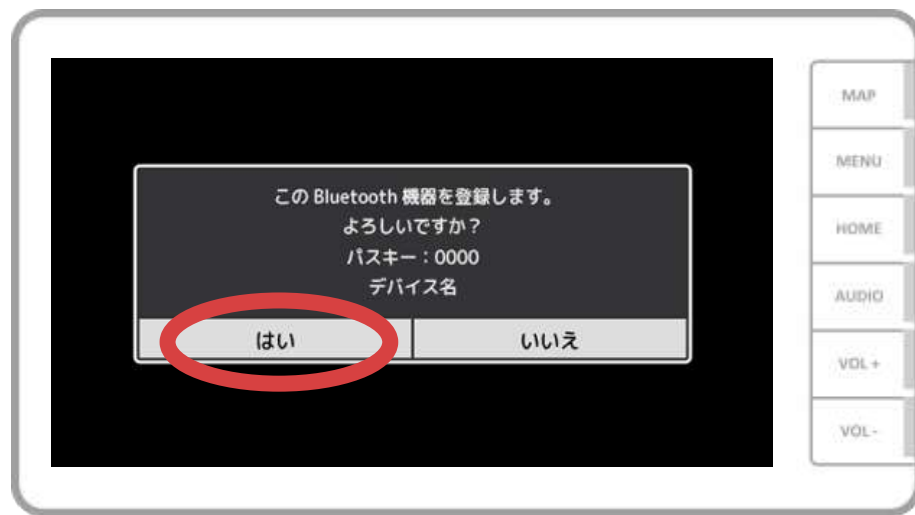 この Bluetooth 機器を登録します。
よろしいですか？
パスキー：0000
デバイス名
はい
いいえ
MAP
MENU
HOME
AUDIO
VOL +
VOL -